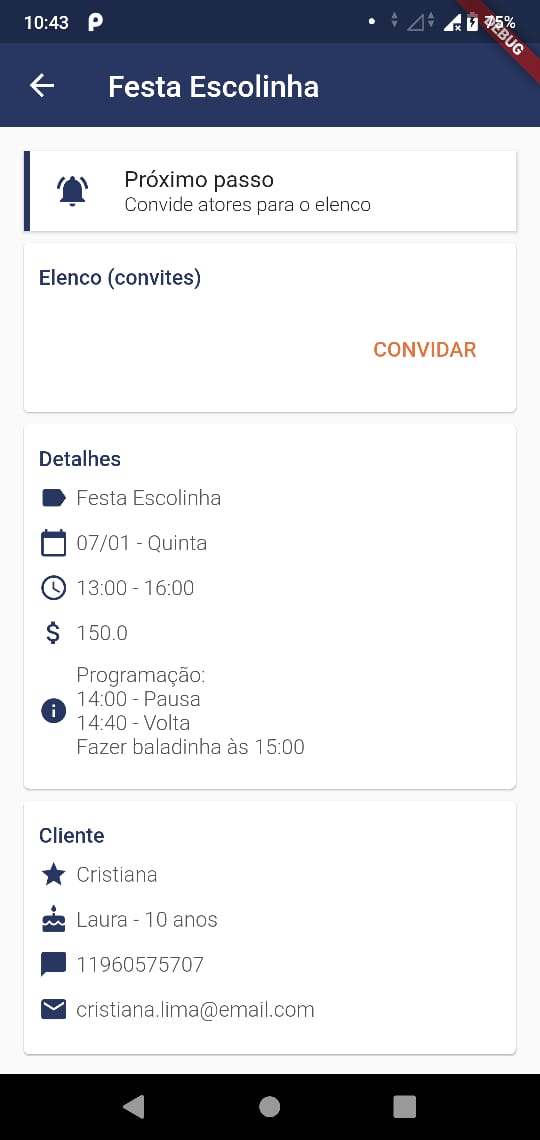 10:43
75%
DEBUG
Festa Escolinha
Próximo passo
Convide atores para o elenco
Elenco (convites)
CONVIDAR
Detalhes
Festa Escolinha
07/01 - Quinta
13:00 - 16:00
150.0
Programação:
14:00 - Pausa
14:40 - Volta
Fazer baladinha às 15:00
Cliente
Cristiana
Laura - 10 anos
11960575707
cristiana.lima@email.com